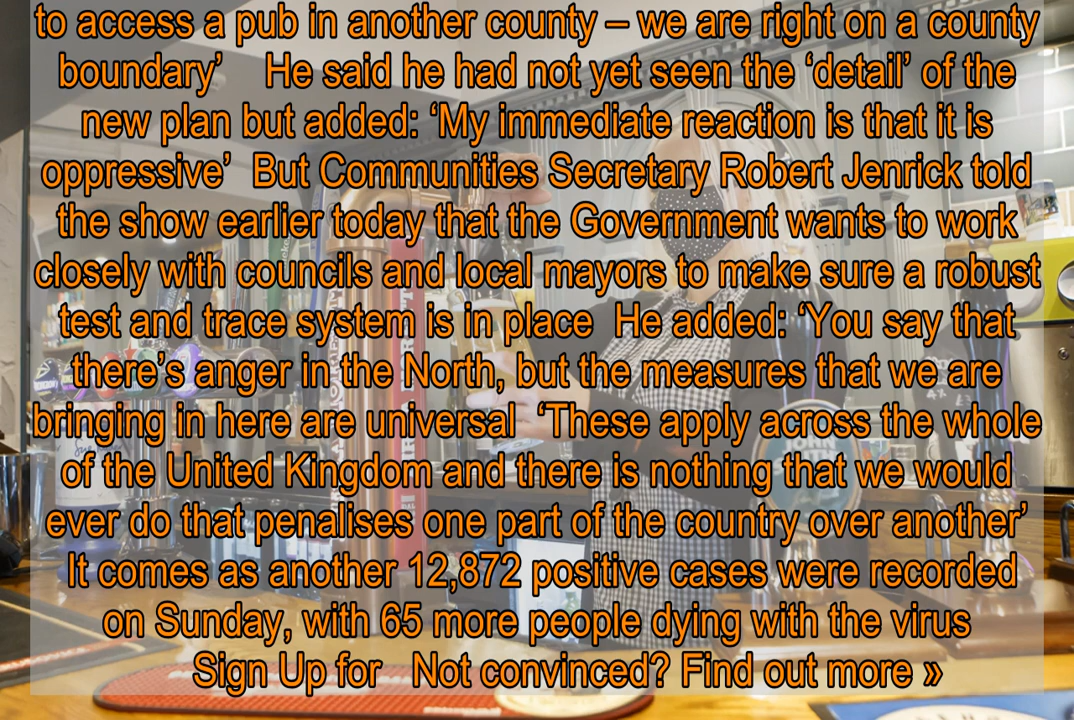 to access a pub in another county – we are right on a county
boundary’ He said he had not yet seen the ‘detail’ of the
new plan but added: ‘My immediate reaction is that it is
oppressive’ But Communities Secretary Robert Jenrick told
the show earlier today that the Government wants to work
closely with councils and local mayors to make sure a robust
test and trace system is in place He added: ‘You say that
there’s anger in the North, but the measures that we are
bringing in here are universal ‘These apply across the whole
of the United Kingdom and there is nothing that we would
ever do that penalises one part of the country over another’
It comes as another 12,872 positive cases were recorded
on Sunday, with 65 more people dying with the virus
Sign Up for Not convinced? Find out more »